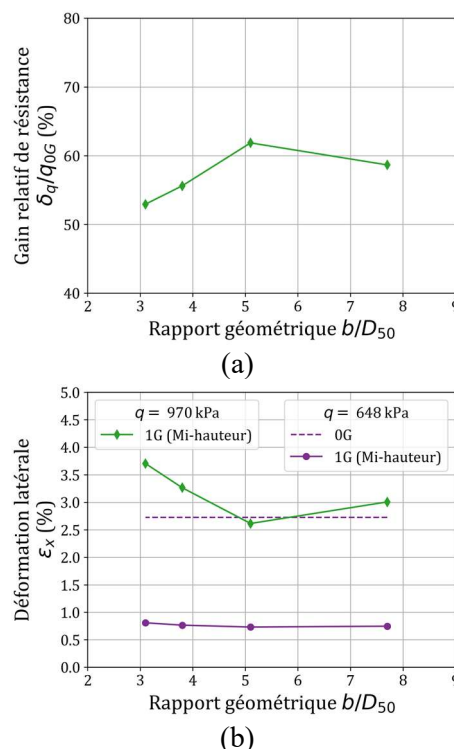 80
70
60
50
40
Gain relatif de résistance
δq/q0G (%)
2 3 4 5 6 7 8 9
Rapport géométrique b/D50
(a)
5.0
4.5
4.0
3.5
3.0
2.5
2.0
1.5
1.0
0.5
0.0
Déformation latérale
εx (%)
q = 970 kPa
1G (Mi-hauteur)
q = 648 kPa
0G
1G (Mi-hauteur)
2 3 4 5 6 7 8 9
Rapport géométrique b/D50
(b)